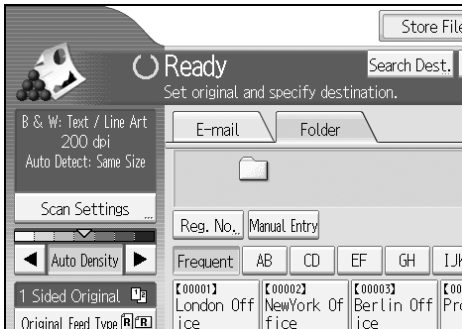 Store File
Ready
Search Dest.
Set original and specify destination.
B & W: Text / Line Art
200 dpi
Auto Detect: Same Size
E-mail
Folder
Scan Settings ...
Reg. No.
Manual Entry
Auto Density
Frequent
AB
CD
EF
GH
IJK
1 Sided Original
Original Feed Type
[00001]
London Off
ice
[00002]
NewYork Of
fice
[00003]
Berlin Off
ice